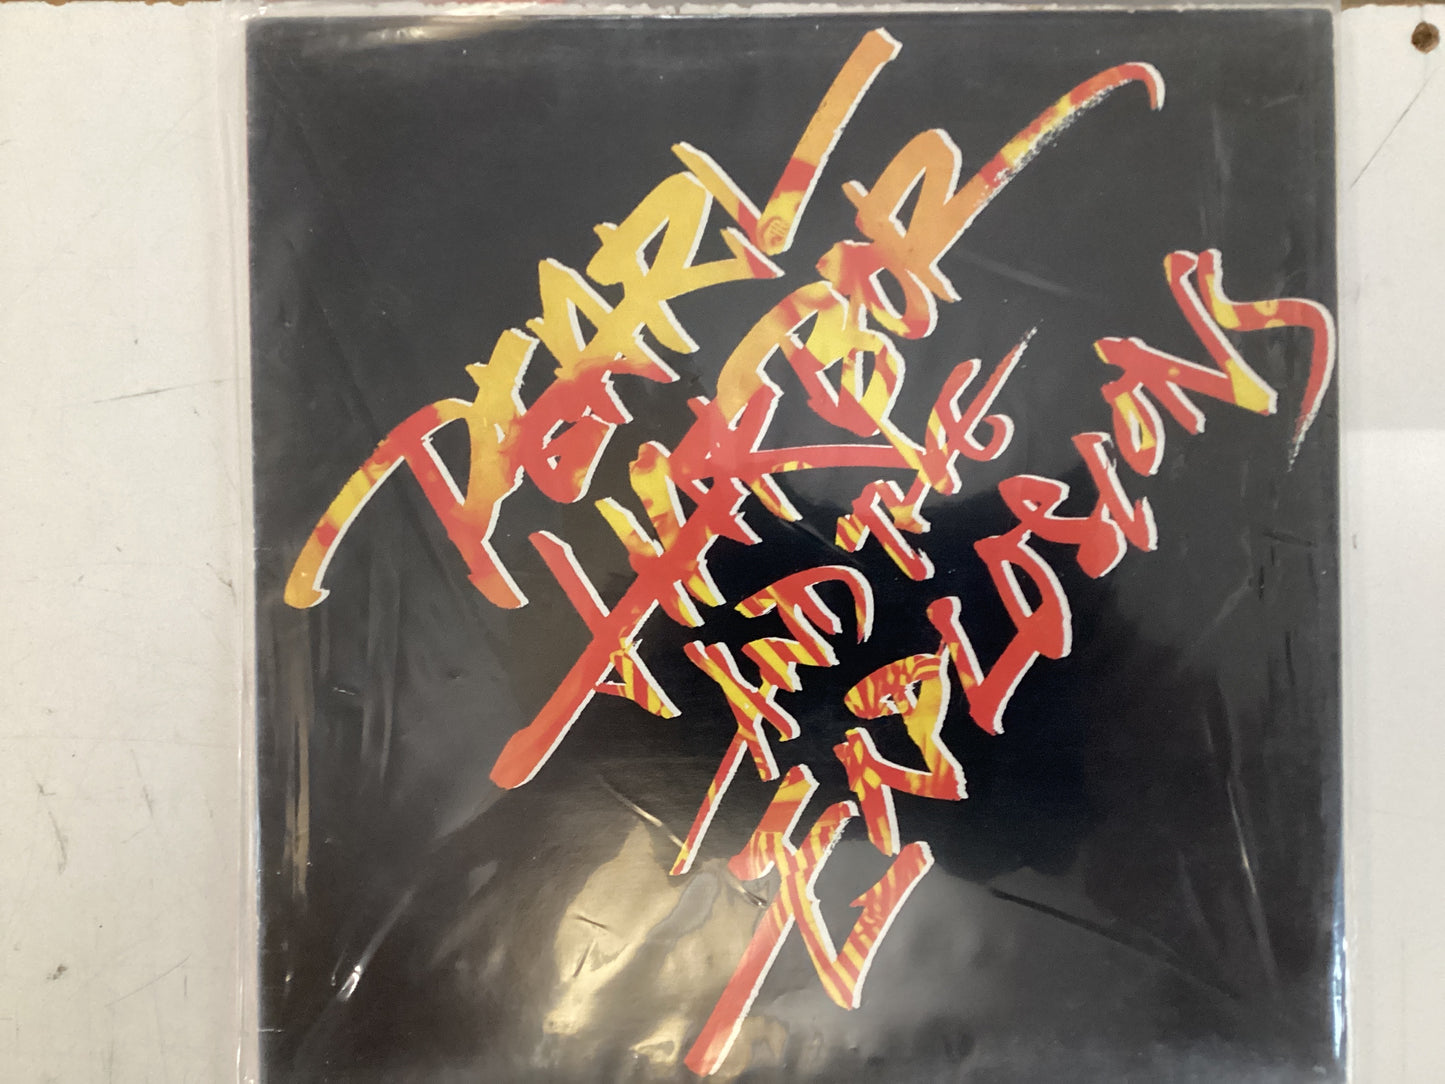 PEARL
HARBOR
AND THE
EXPLOSIONS